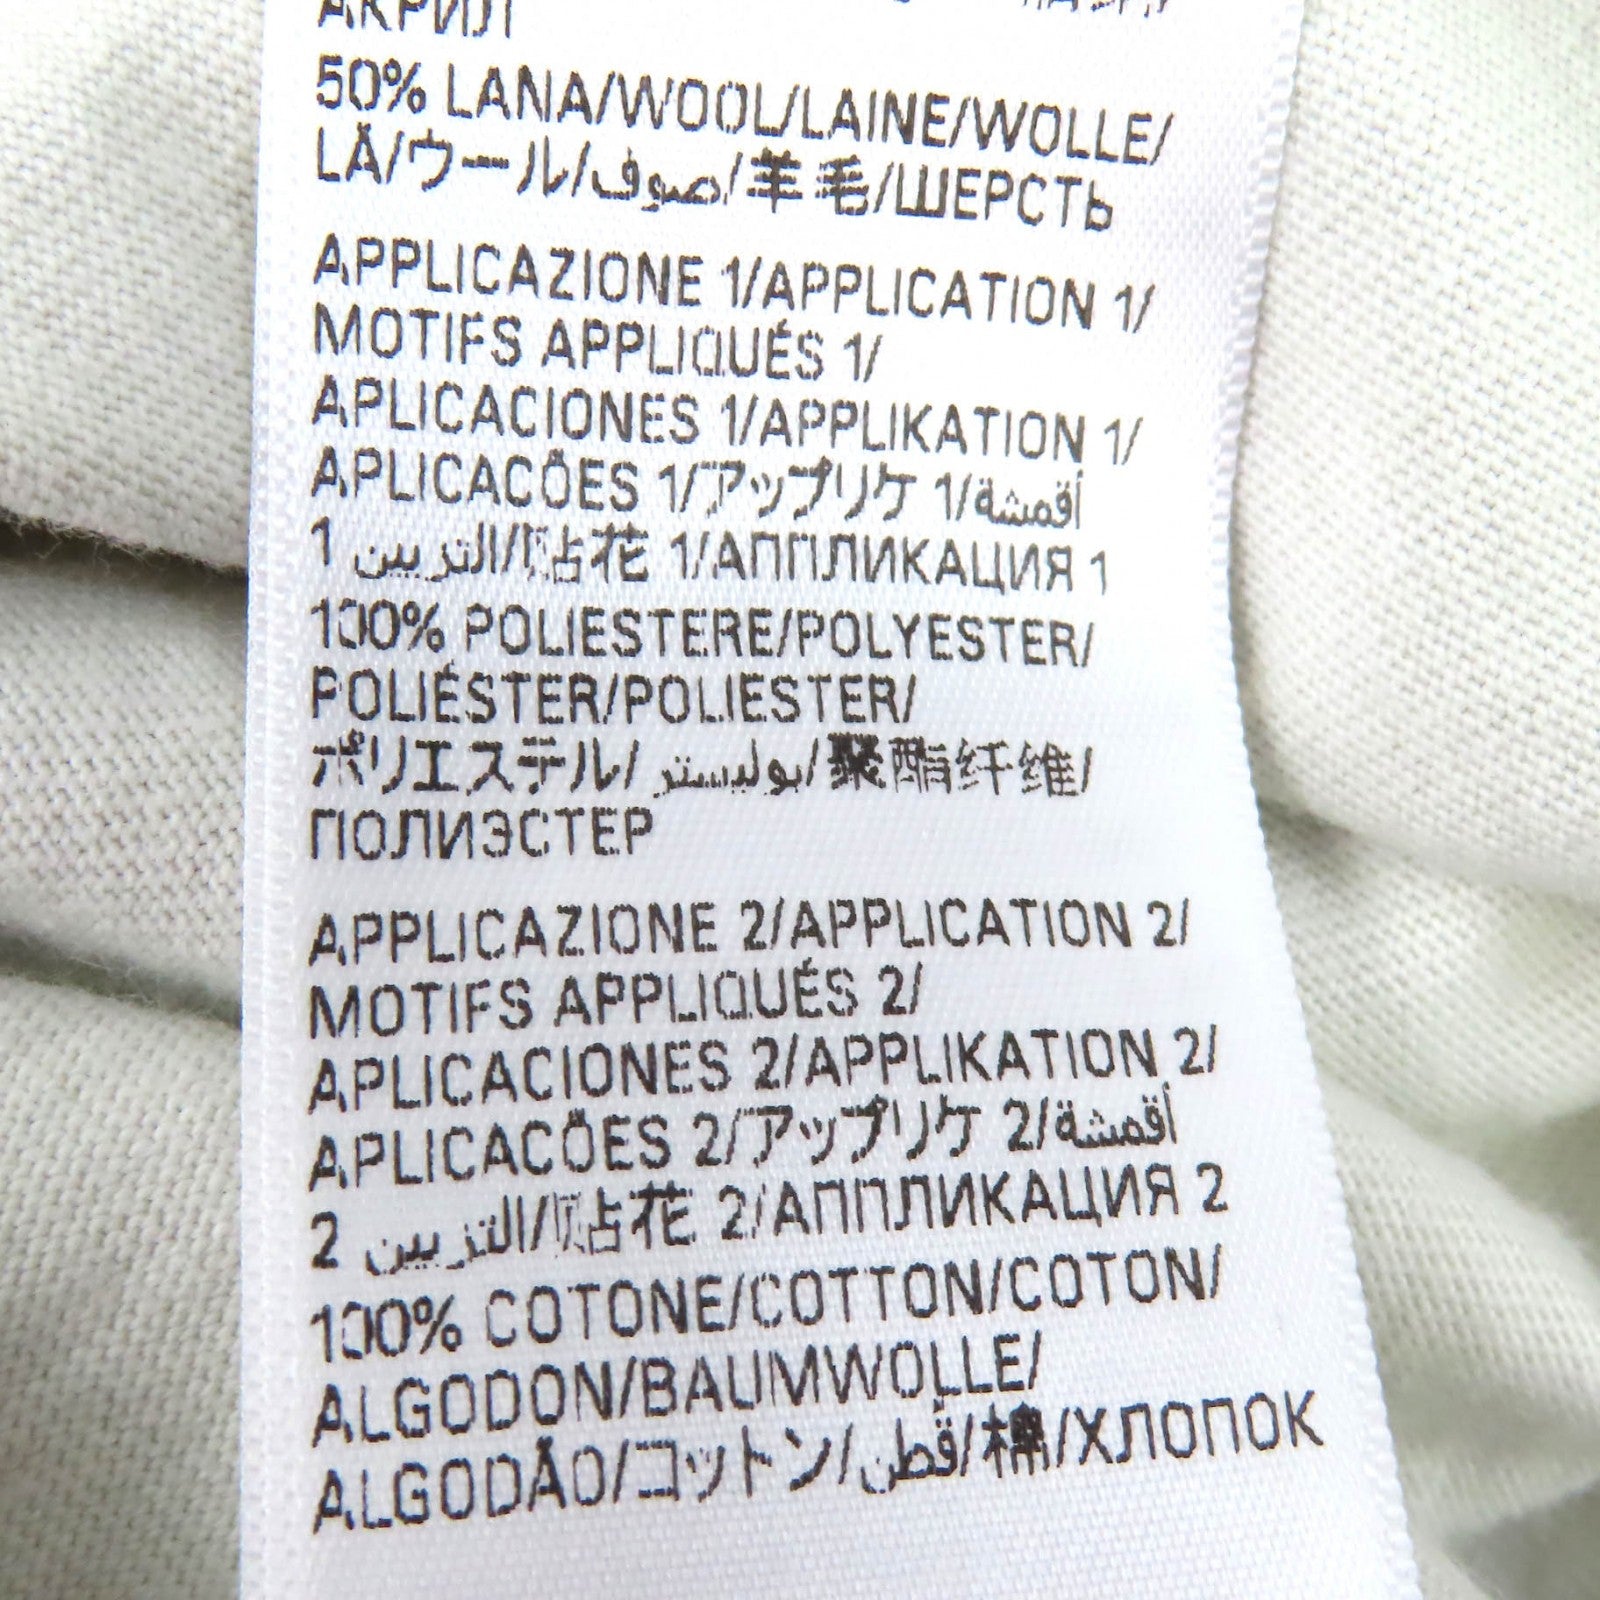 АКРИЛ
50% LANA/WOOL/LAINE/WOLLE/
LÃ/ウール/صوف/羊毛/ШЕРСТЬ
APPLICAZIONE 1/APPLICATION 1/
MOTIFS APPLIQUÉS 1/
APLICACIONES 1/APPLIKATION 1/
APLICACÕES 1/アップリケ 1/أقمشة
1 التزيين/贴花 1/АППЛИКАЦИЯ 1
100% POLIESTERE/POLYESTER/
POLIÉSTER/POLIESTER/
ポリエステル/بوليستر/聚酯纤维/
ПОЛИЭСТЕР
APPLICAZIONE 2/APPLICATION 2/
MOTIFS APPLIQUÉS 2/
APLICACIONES 2/APPLIKATION 2/
APLICACÕES 2/アップリケ 2/أقمشة
2 التزيين/贴花 2/АППЛИКАЦИЯ 2
100% COTONE/COTTON/COTON/
ALGODON/BAUMWOLLE/
ALGODÃO/コットン/قطن/棉/ХЛОПОК